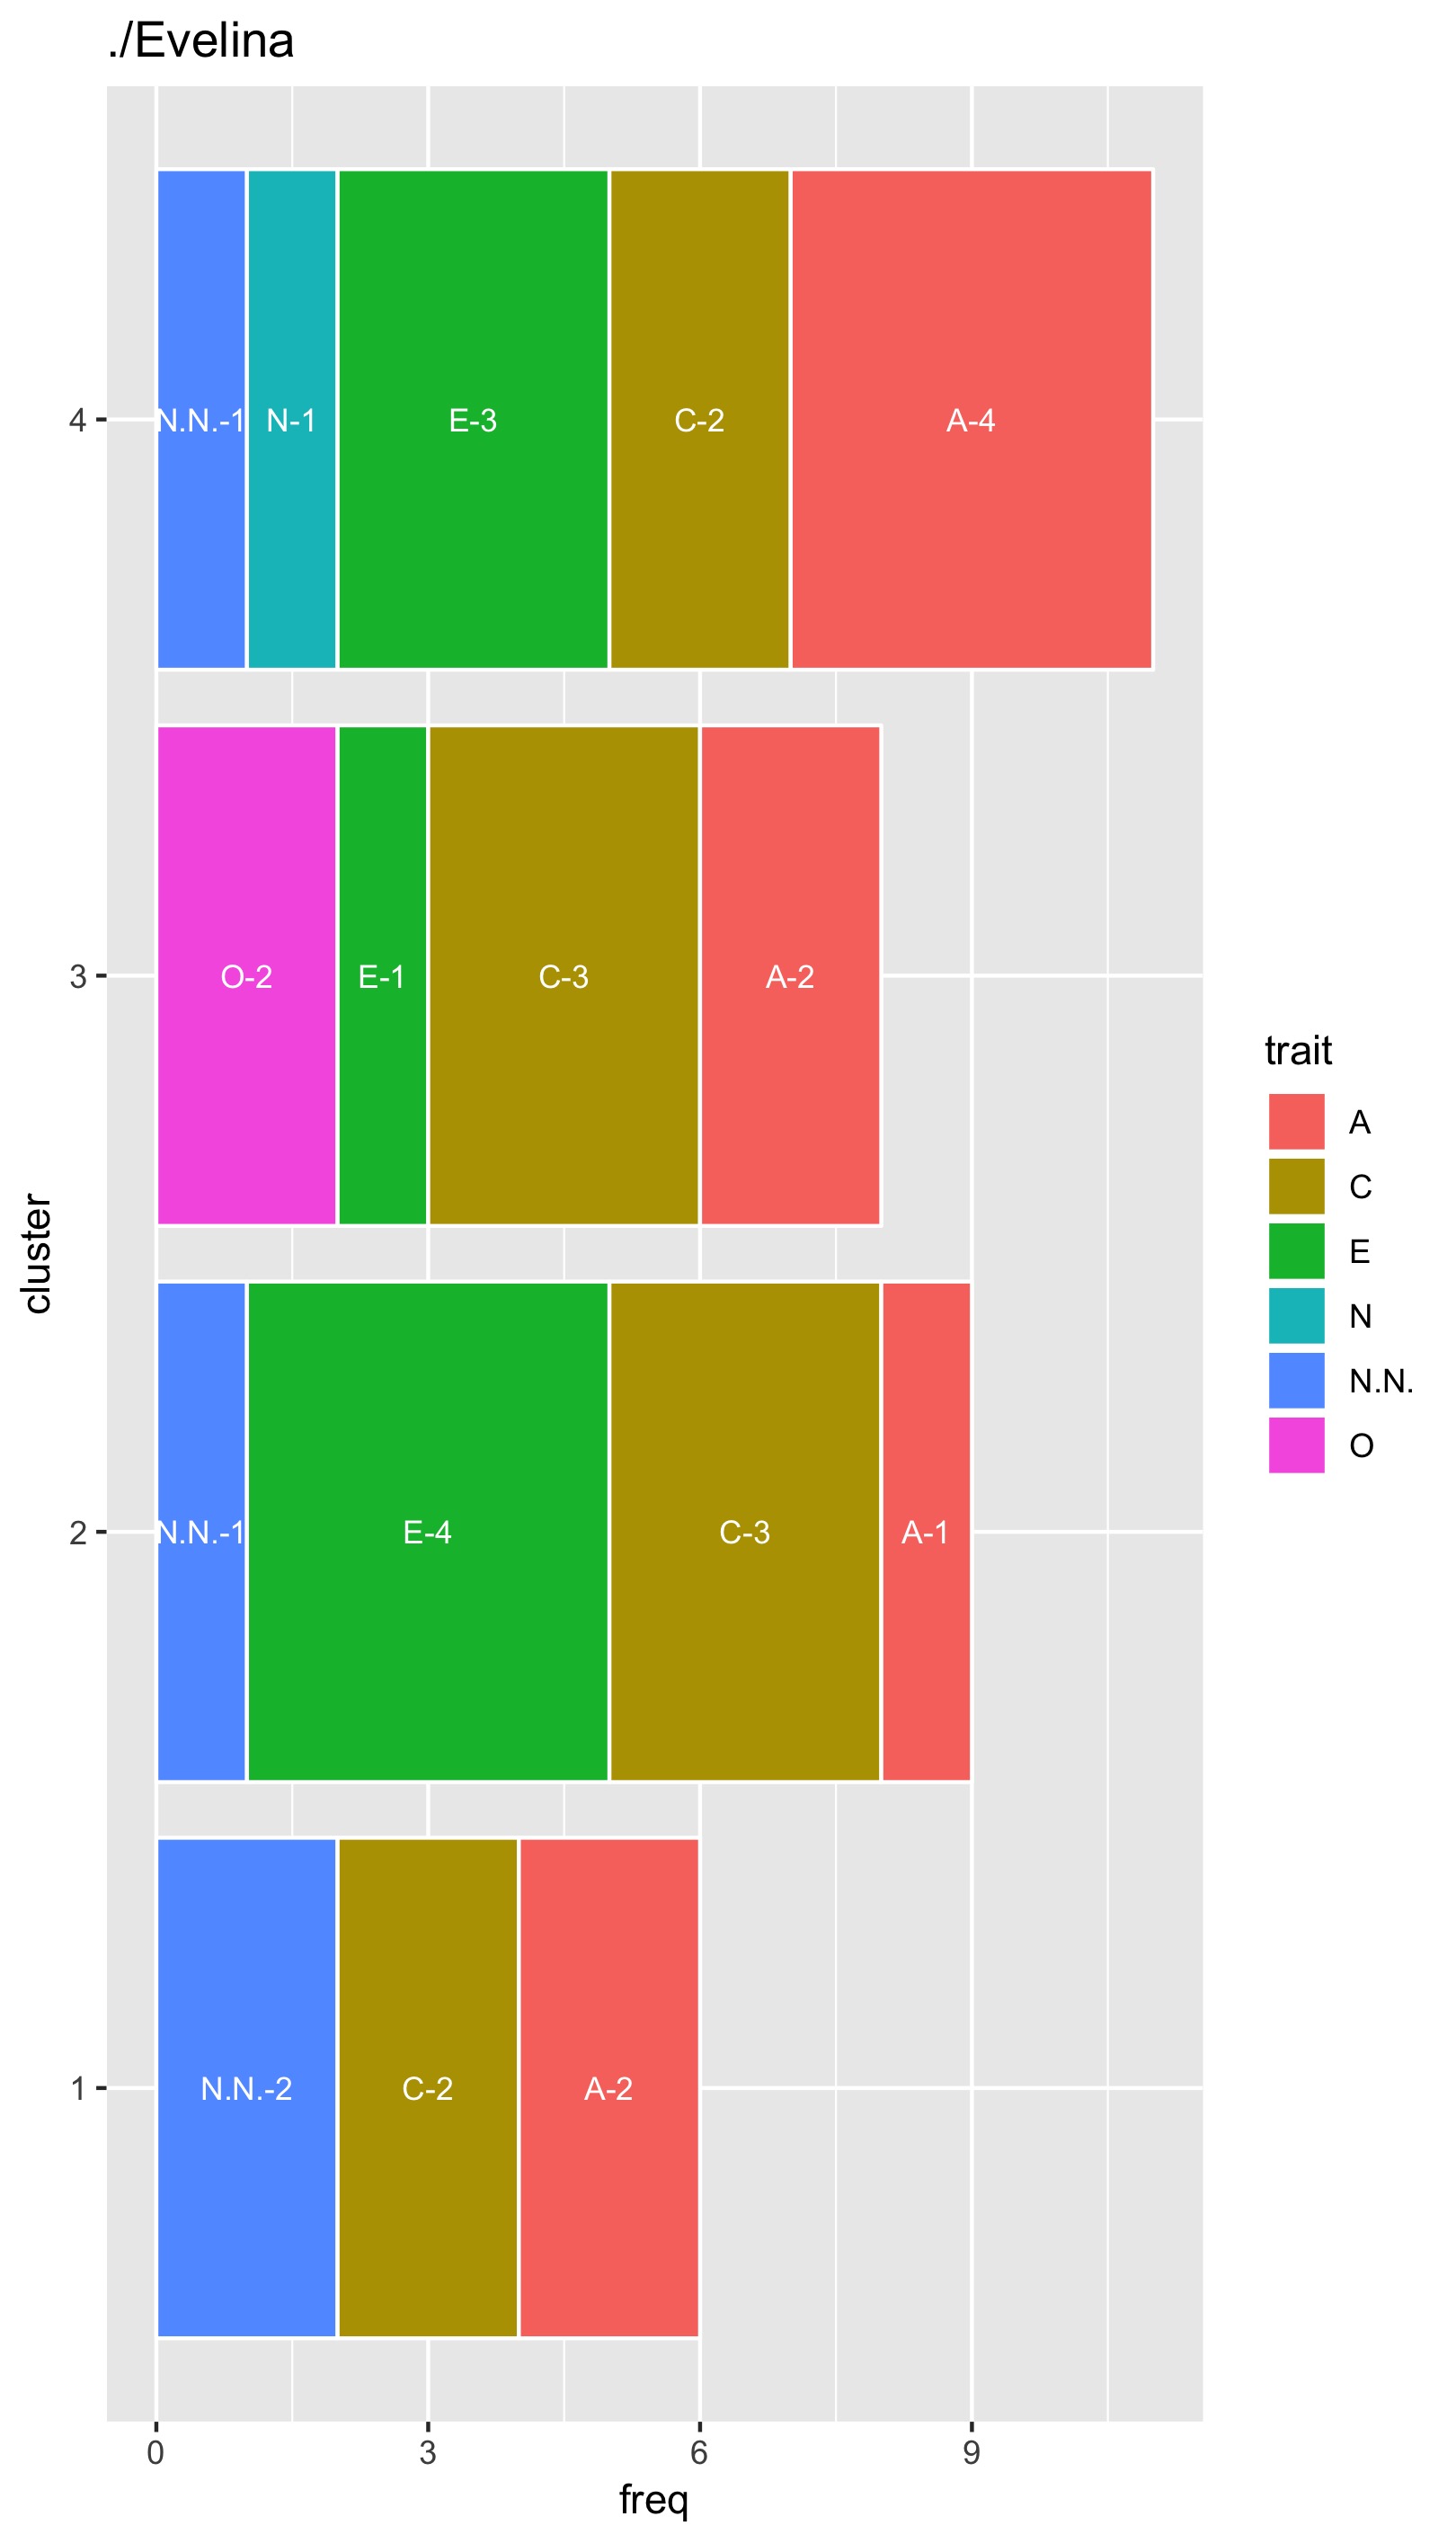 ./Evelina
4
N.N.-1 N-1 E-3 C-2 A-4
3
O-2 E-1 C-3 A-2
2
N.N.-1 E-4 C-3 A-1
1
N.N.-2 C-2 A-2
0 3 6 9
freq
cluster
trait
A
C
E
N
N.N.
O